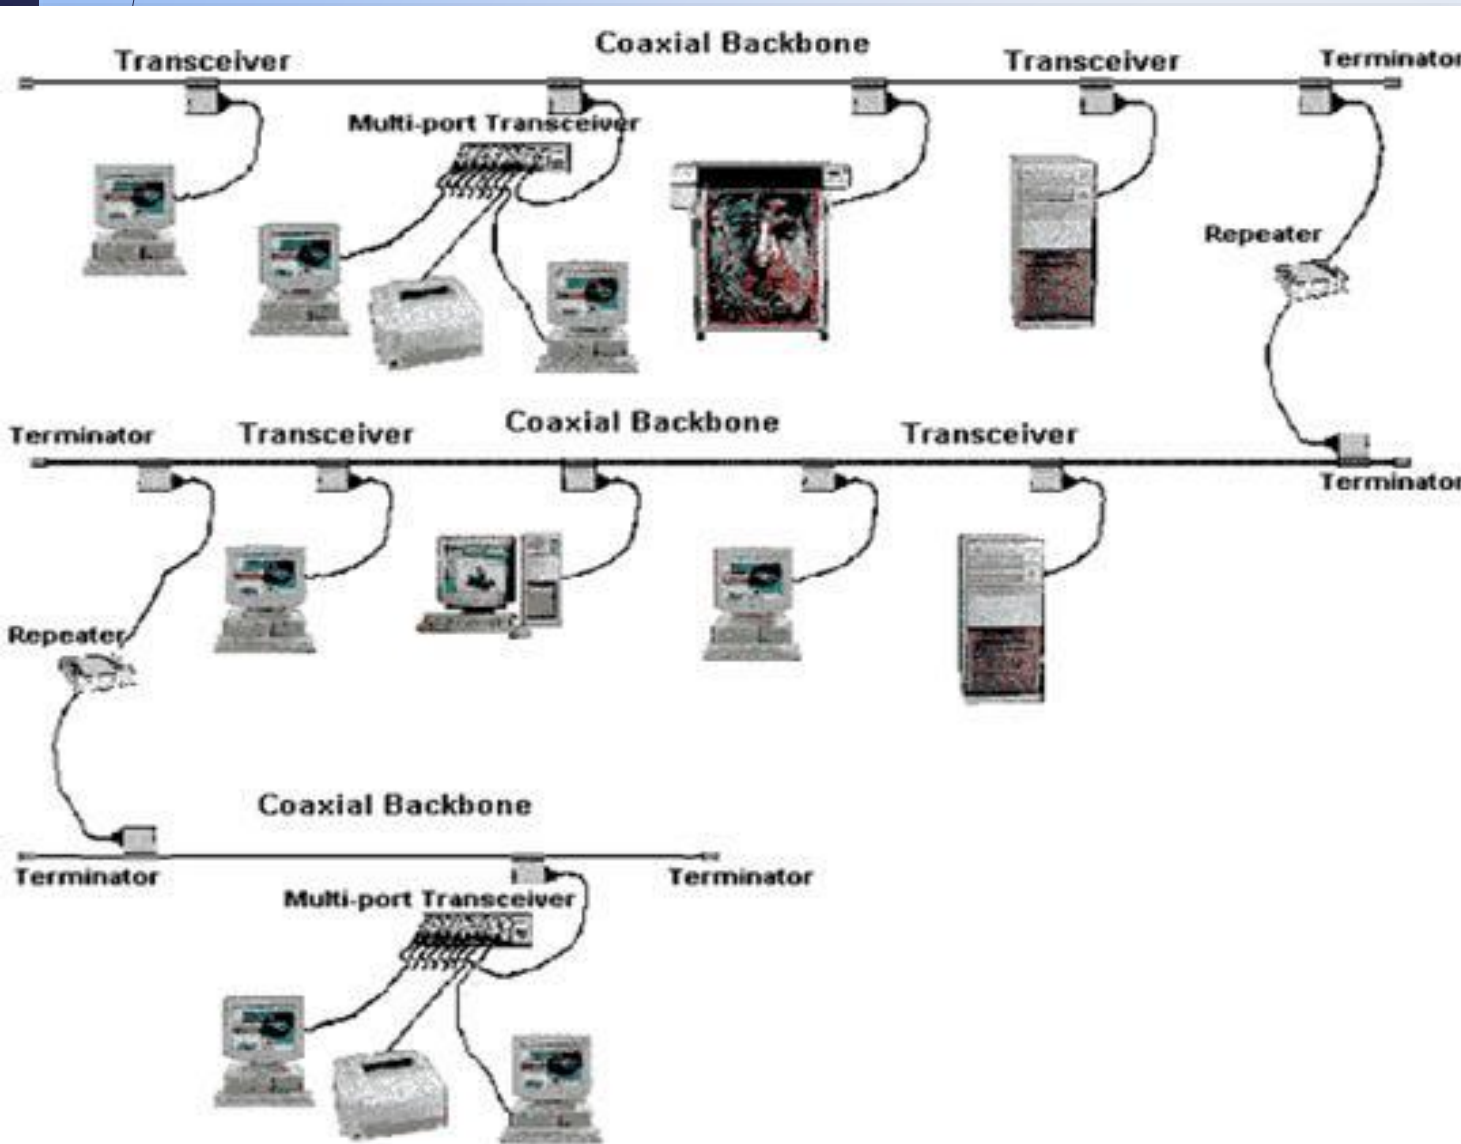 Coaxial Backbone
Transceiver
Transceiver
Terminator
Multi-port Transceiver
Repeater
Coaxial Backbone
Terminator
Transceiver
Transceiver
Terminator
Repeater
Coaxial Backbone
Terminator
Terminator
Multi-port Transceiver